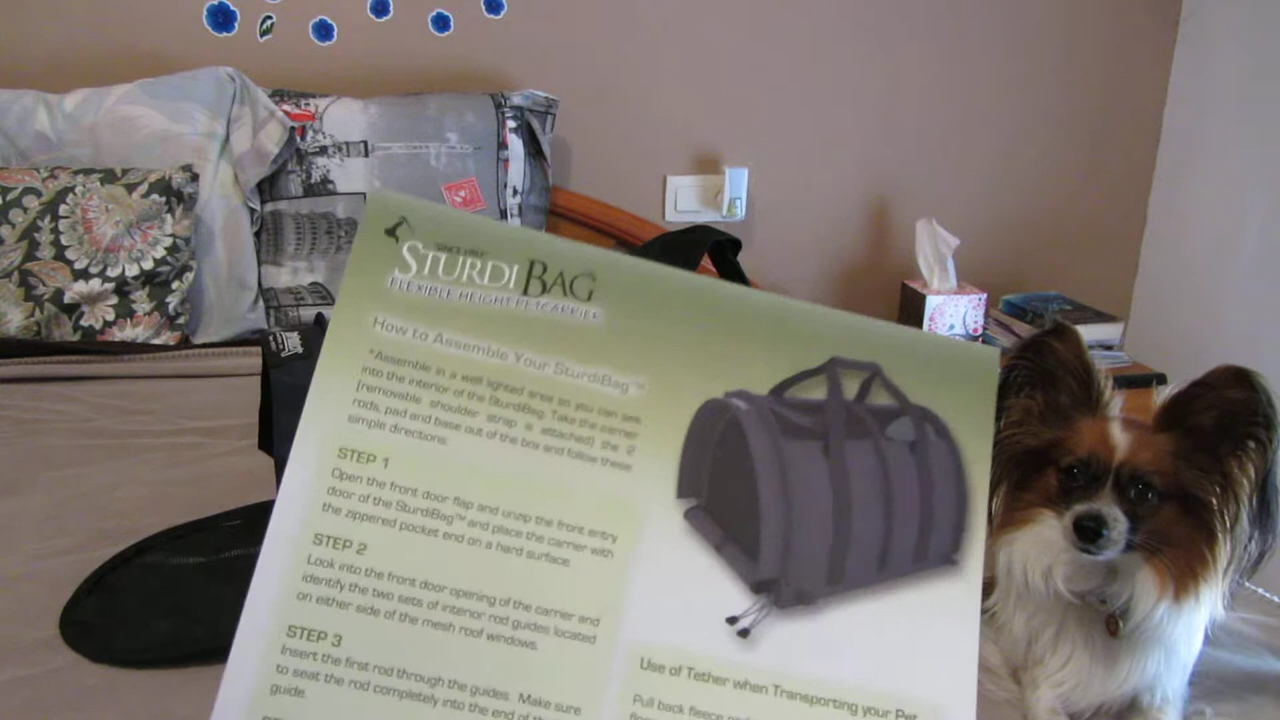 SINCE 1987
STURDIBAG
FLEXIBLE HEIGHT PET CARRIER
How to Assemble Your SturdiBag™
*Assemble in a well lighted area so you can see
into the interior of the SturdiBag. Take the carrier
(removable shoulder strap is attached) the 2
rods, pad and base out of the box and follow these
simple directions.
STEP 1
Open the front door flap and unzip the front entry
door of the SturdiBag™ and place the carrier with
the zippered pocket end on a hard surface.
STEP 2
Look into the front door opening of the carrier and
identify the two sets of interior rod guides located
on either side of the mesh roof windows.
STEP 3
Insert the first rod through the guides. Make sure
to seat the rod completely into the end of the
guide.
Use of Tether when Transporting your Pet
Pull back fleece